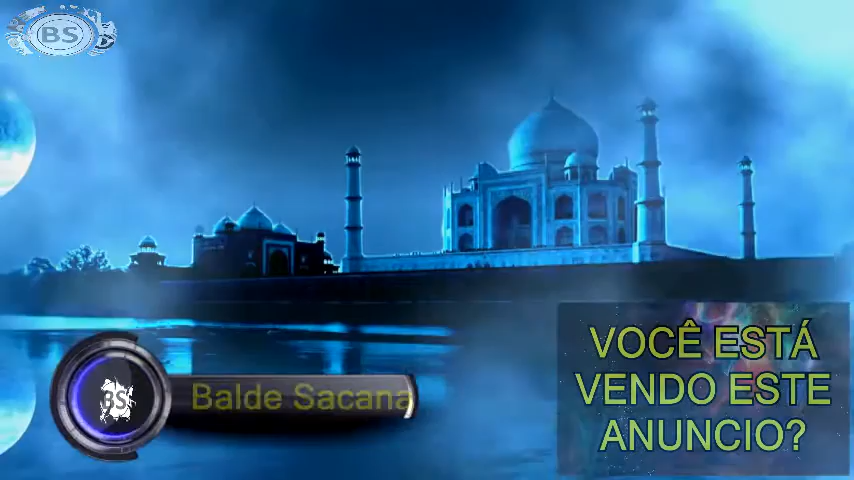 BS
BS
Balde Sacana
VOCÊ ESTÁ
VENDO ESTE
ANUNCIO?